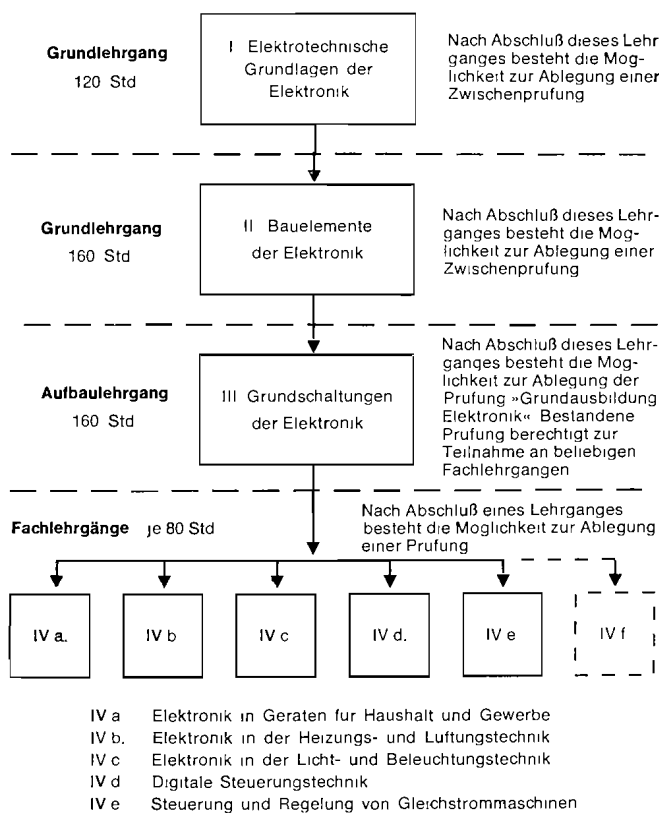 Grundlehrgang
120 Std
I Elektrotechnische
Grundlagen der
Elektronik
Nach Abschluß dieses Lehr-
ganges besteht die Mog-
lichkeit zur Ablegung einer
Zwischenprufung
Grundlehrgang
160 Std
II Bauelemente
der Elektronik
Nach Abschluß dieses Lehr-
ganges besteht die Mog-
lichkeit zur Ablegung einer
Zwischenprufung
Aufbaulehrgang
160 Std
III Grundschaltungen
der Elektronik
Nach Abschluß dieses Lehr-
ganges besteht die Mog-
lichkeit zur Ablegung der
Prufung »Grundausbildung
Elektronik« Bestandene
Prufung berechtigt zur
Teilnahme an beliebigen
Fachlehrgangen
Fachlehrgänge je 80 Std
Nach Abschluß eines Lehrganges
besteht die Moglichkeit zur Ablegung
einer Prufung
IV a. IV b IV c IV d. IV e IV f
IV a Elektronik in Geraten fur Haushalt und Gewerbe
IV b. Elektronik in der Heizungs- und Luftungstechnik
IV c Elektronik in der Licht- und Beleuchtungstechnik
IV d Digitale Steuerungstechnik
IV e Steuerung und Regelung von Gleichstrommaschinen